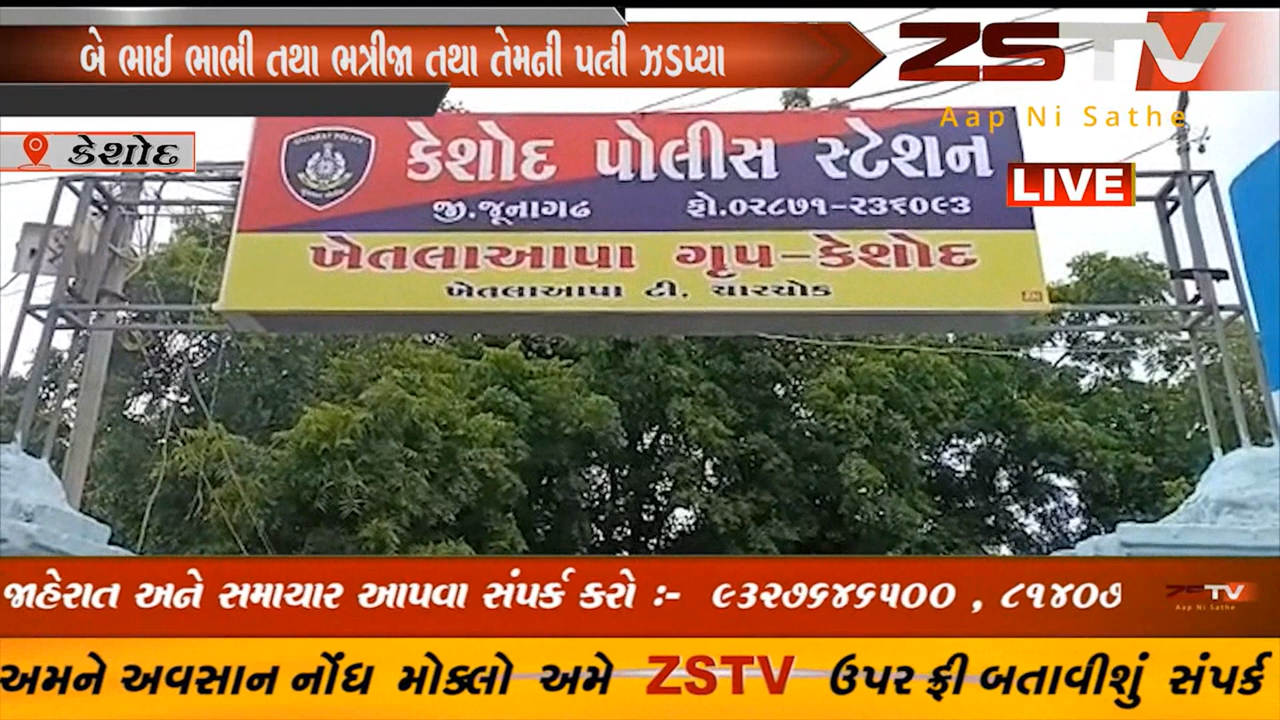 બે ભાઈ ભાભી તથા ભત્રીજા તથા તેમની પત્ની ઝડપ્યા
ZSTV
Aap Ni Sathe
કેશોદ
LIVE
કેશોદ પોલીસ સ્ટેશન
જી.જૂનાગઢ ફો.૦૨૮૭૧-૨૩૬૦૯૩
ખેતલાઆપા ગૃપ-કેશોદ
ખેતલાઆપા ટી. ચારચોક
જાહેરાત અને સમાચાર આપવા સંપર્ક કરો :- ૯૩૨૭૬૪૬૫૦૦ , ૮૧૪૦૭
ZSTV
Aap Ni Sathe
અમને અવસાન નોંધ મોકલો અમે ZSTV ઉપર ફ્રી બતાવીશું સંપર્ક